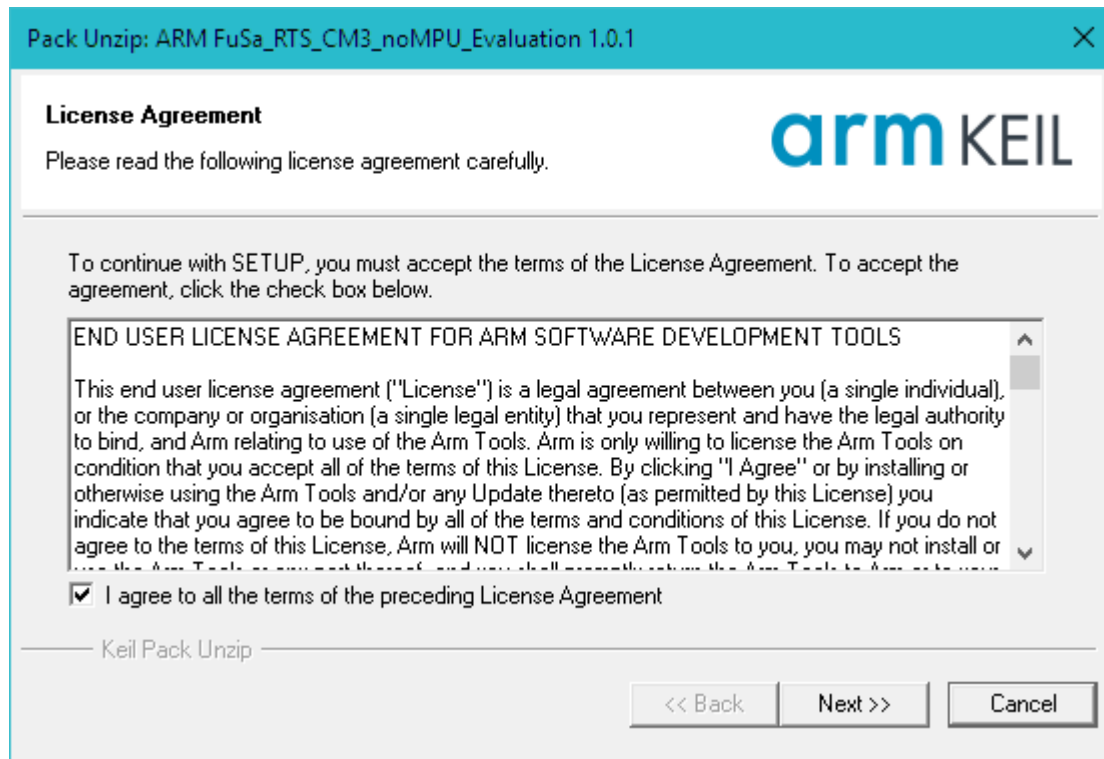 Pack Unzip: ARM FuSa_RTS_CM3_noMPU_Evaluation 1.0.1
License Agreement
Please read the following license agreement carefully.
arm KEIL
To continue with SETUP, you must accept the terms of the License Agreement. To accept the
agreement, click the check box below.
END USER LICENSE AGREEMENT FOR ARM SOFTWARE DEVELOPMENT TOOLS
This end user license agreement ("License") is a legal agreement between you (a single individual),
or the company or organisation (a single legal entity) that you represent and have the legal authority
to bind, and Arm relating to use of the Arm Tools. Arm is only willing to license the Arm Tools on
condition that you accept all of the terms of this License. By clicking "I Agree" or by installing or
otherwise using the Arm Tools and/or any Update thereto (as permitted by this License) you
indicate that you agree to be bound by all of the terms and conditions of this License. If you do not
agree to the terms of this License, Arm will NOT license the Arm Tools to you, you may not install or
I agree to all the terms of the preceding License Agreement
Keil Pack Unzip
<< Back
Next >>
Cancel